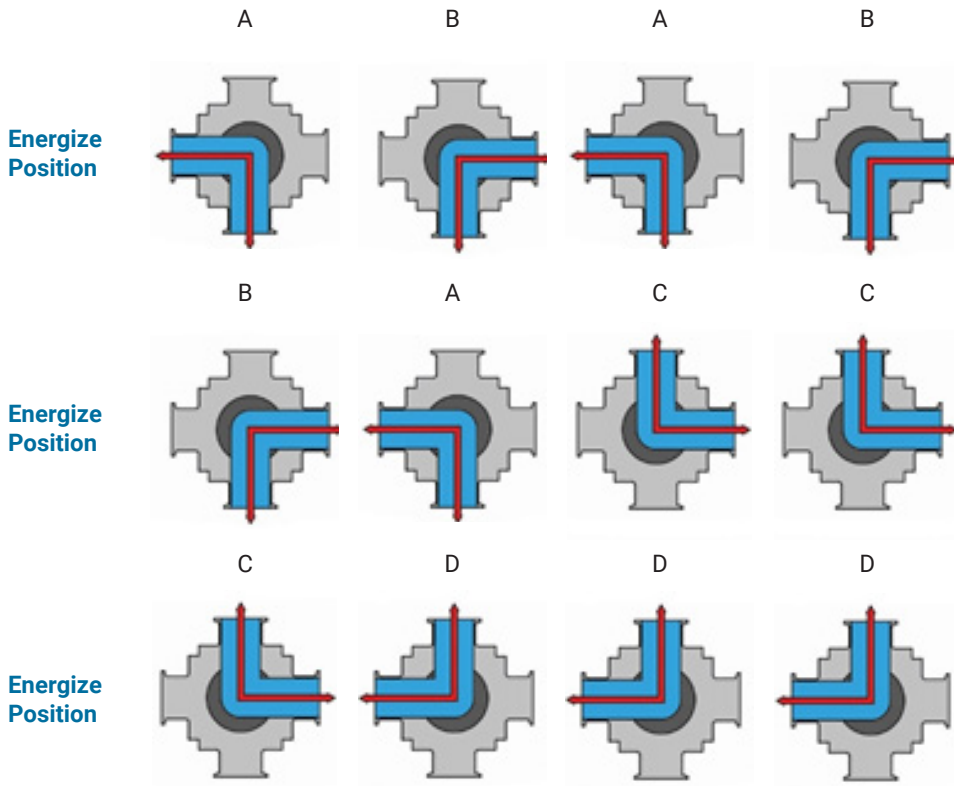 A B A B
Energize
Position
B A C C
Energize
Position
C D D D
Energize
Position